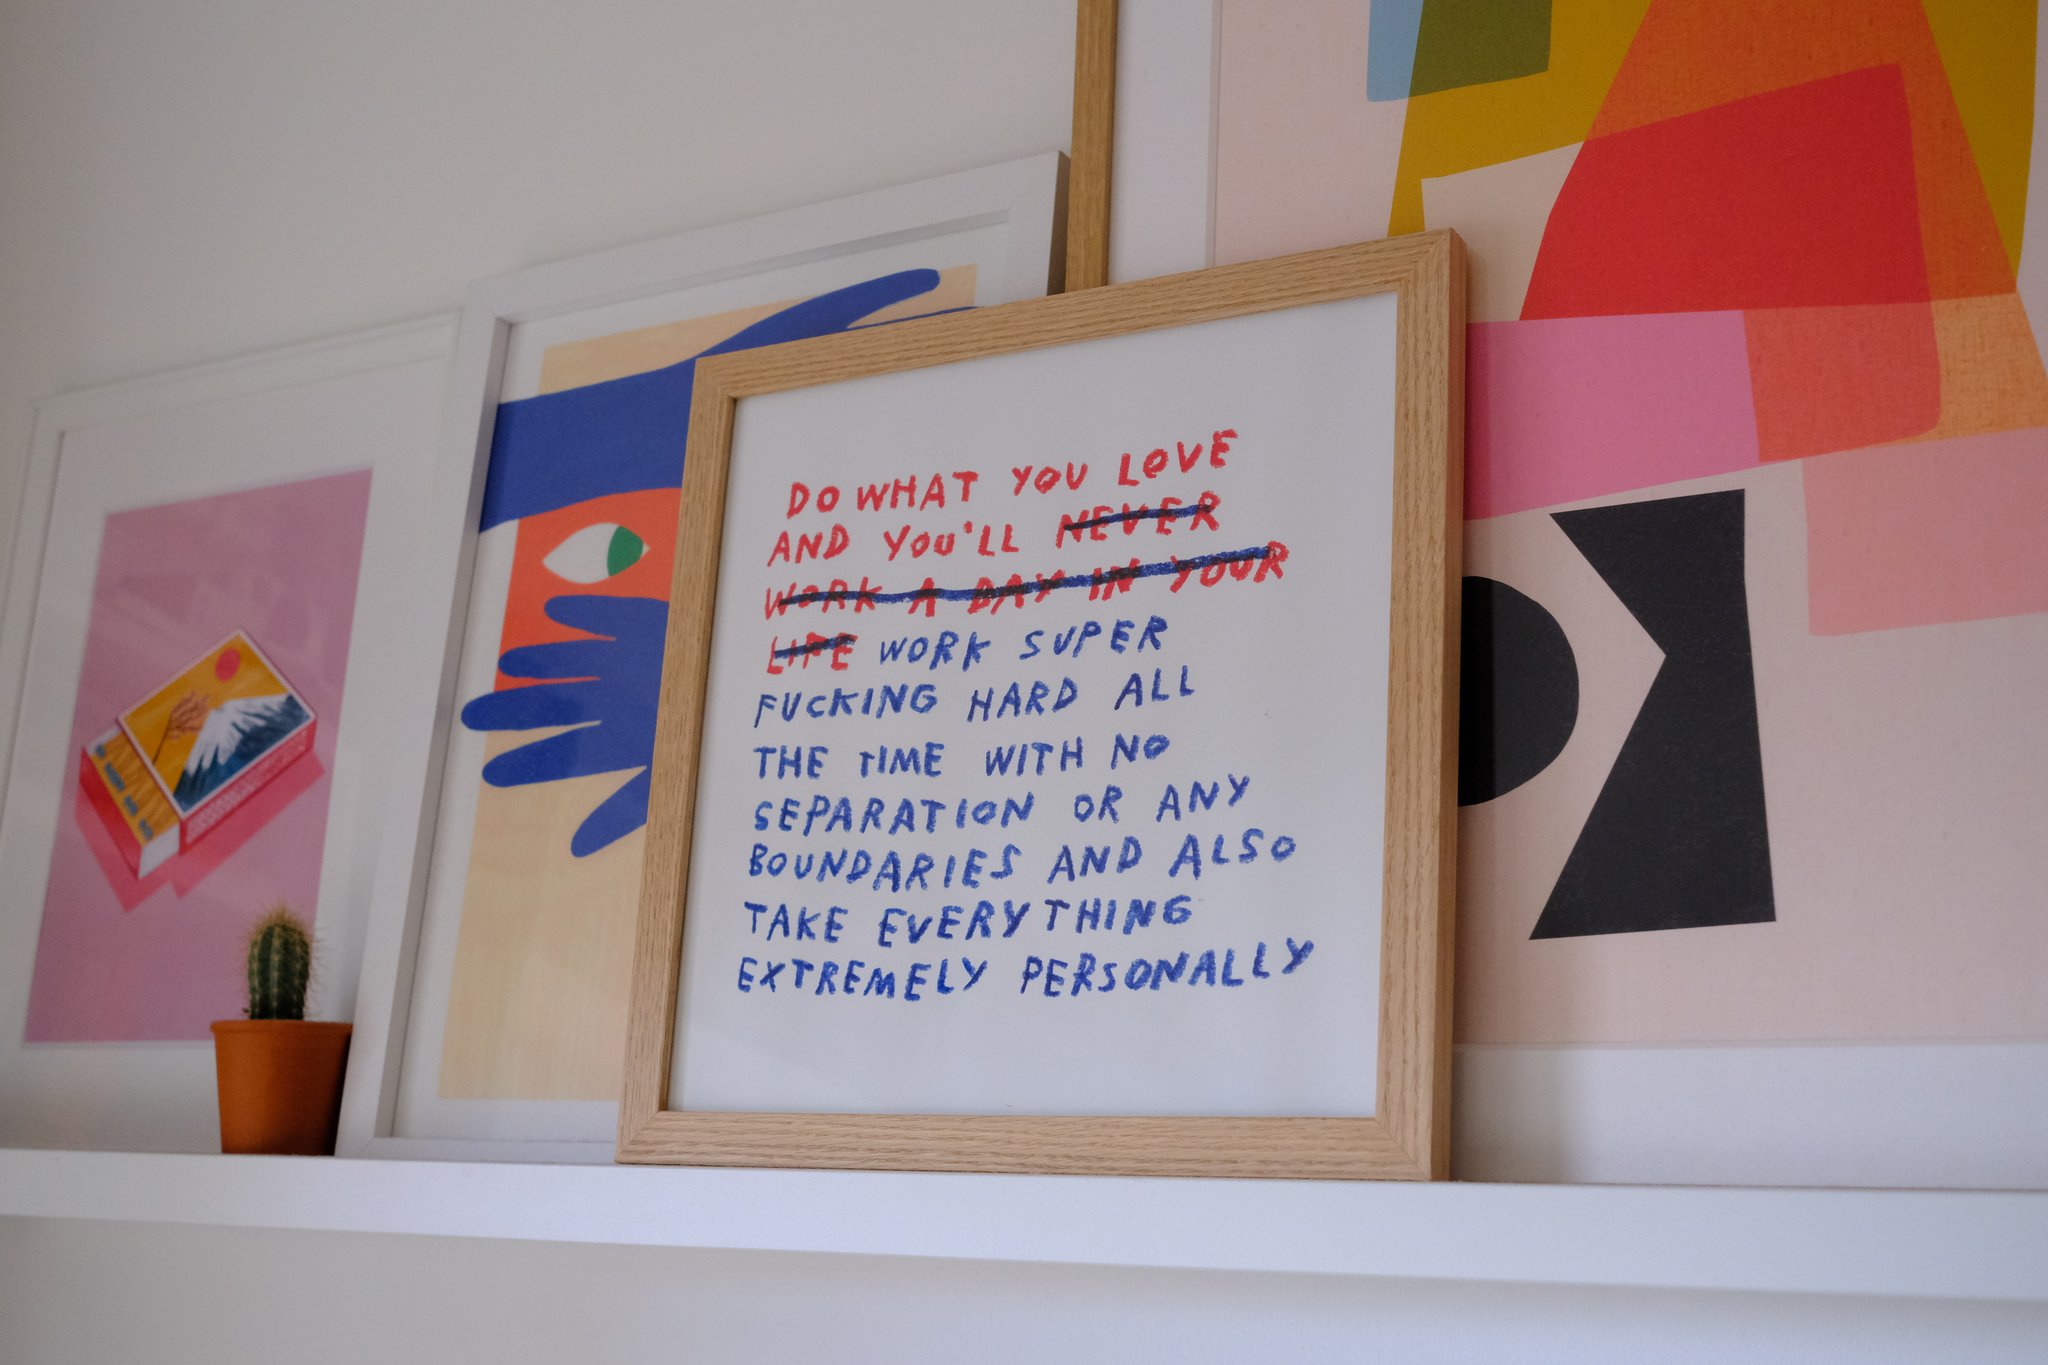 DO WHAT YOU LOVE
AND YOU'LL NEVER
WORK A DAY IN YOUR
LIFE WORK SUPER
FUCKING HARD ALL
THE TIME WITH NO
SEPARATION OR ANY
BOUNDARIES AND ALSO
TAKE EVERYTHING
EXTREMELY PERSONALLY